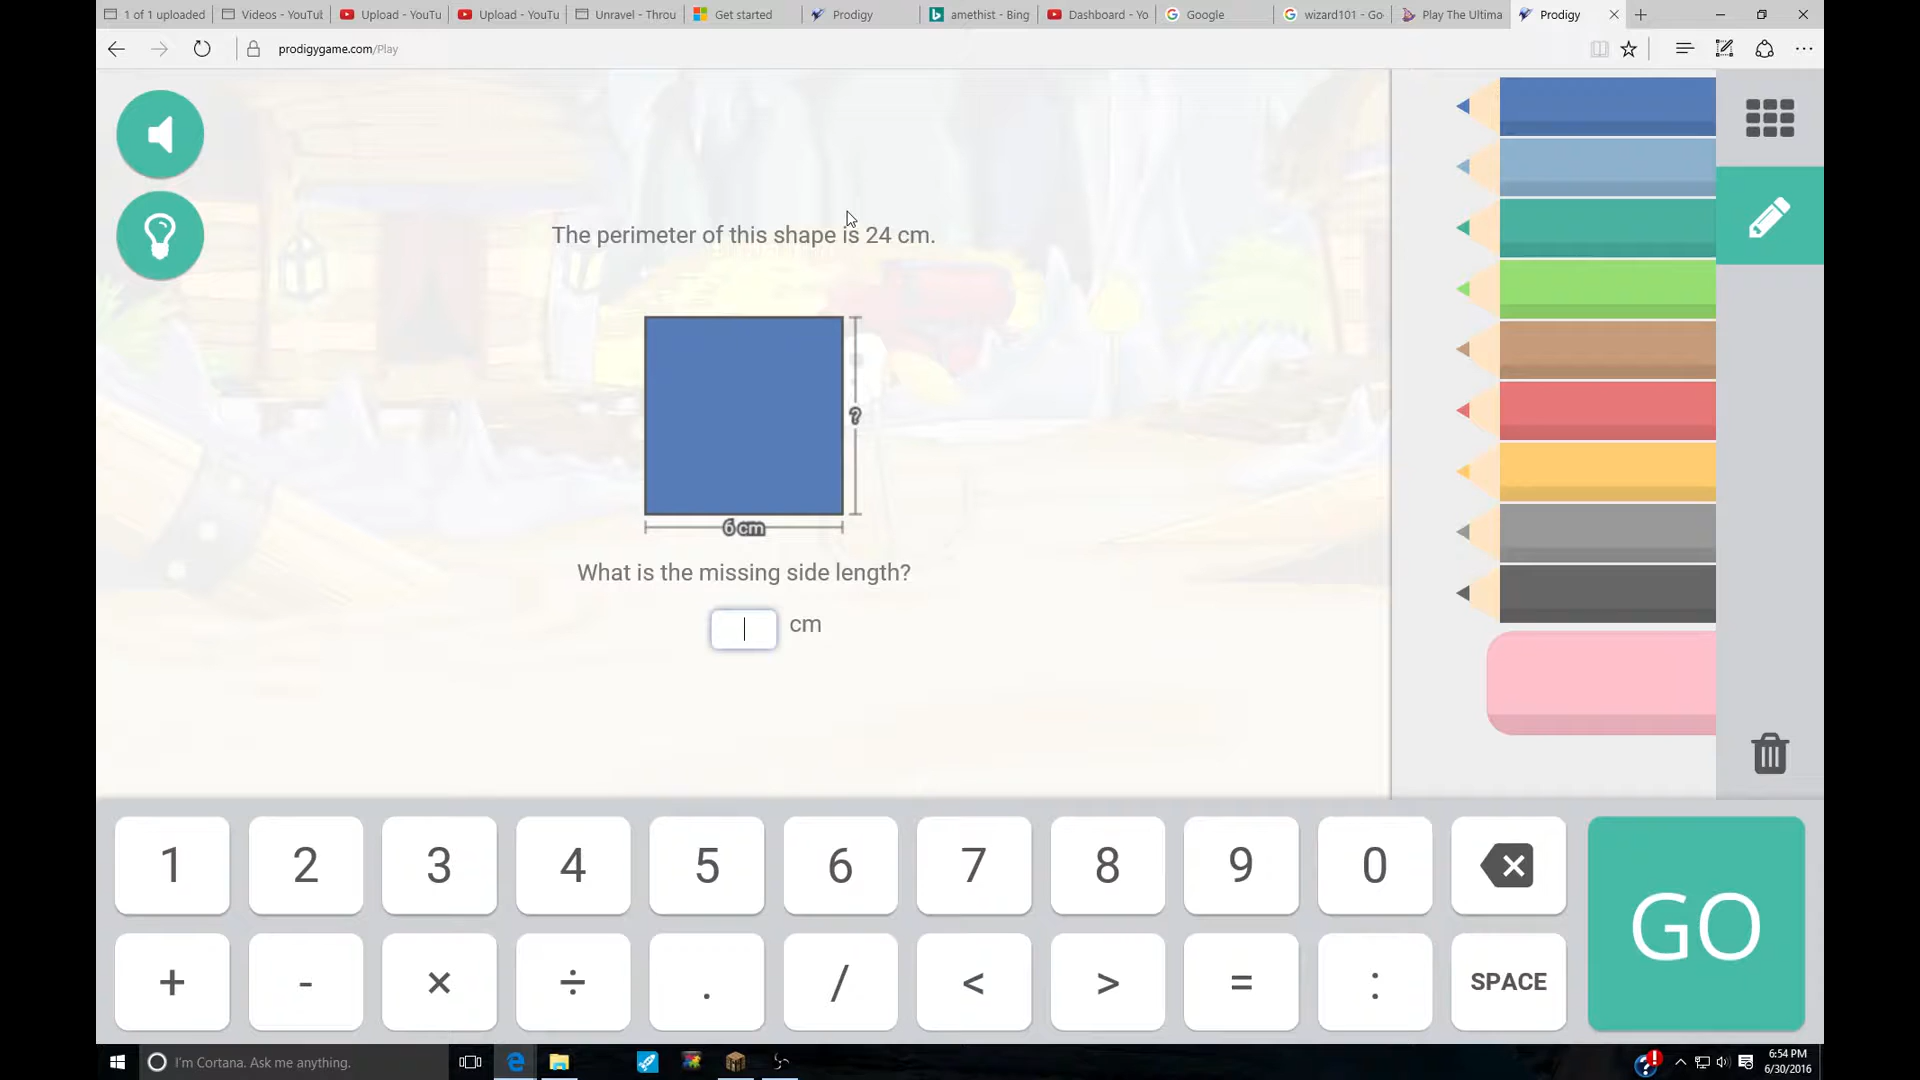 1 of 1 uploaded
Videos - YouTul
Upload - YouTu
Upload - YouTu
Unravel - Throu
Get started
Prodigy
amethist - Bing
Dashboard - Yo
Google
wizard101 - Go
Play The Ultima
Prodigy
prodigygame.com/Play
The perimeter of this shape is 24 cm.
?
6 cm
What is the missing side length?
cm
1 2 3 4 5 6 7 8 9 0
GO
+ - × ÷ . / < > = : SPACE
I'm Cortana. Ask me anything.
6:54 PM
6/30/2016